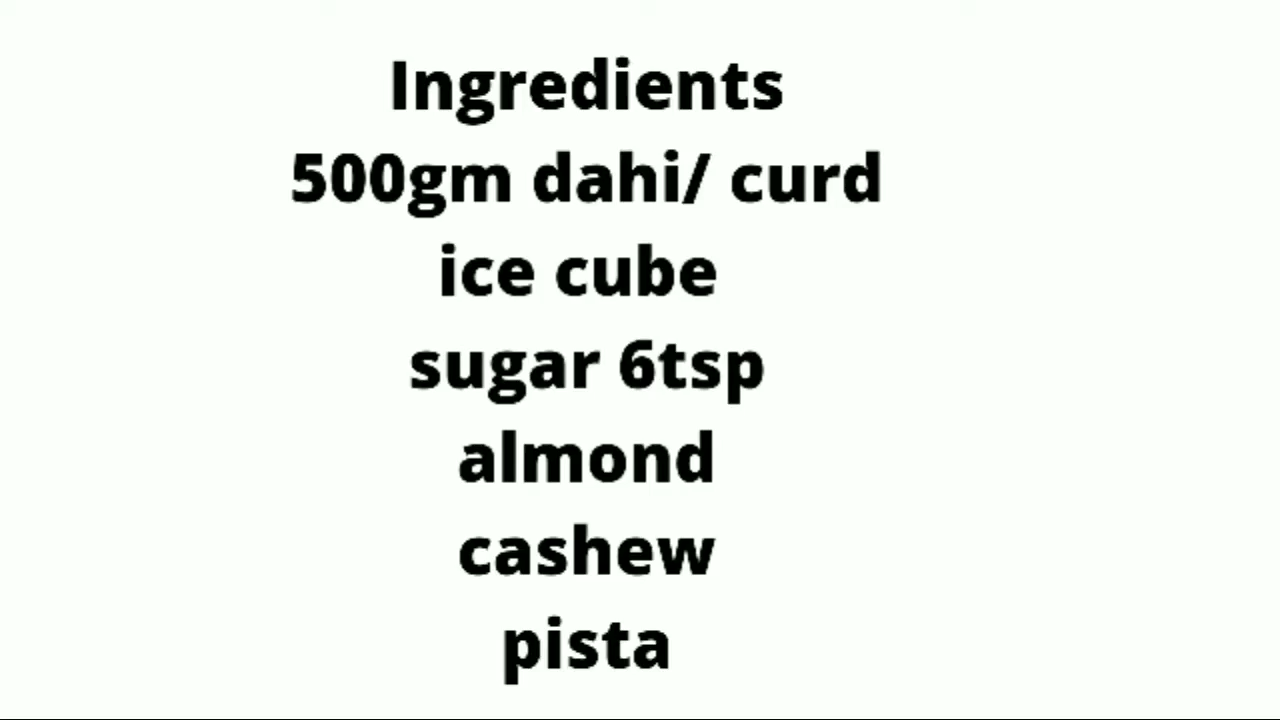 Ingredients
500gm dahi/ curd
ice cube
sugar 6tsp
almond
cashew
pista